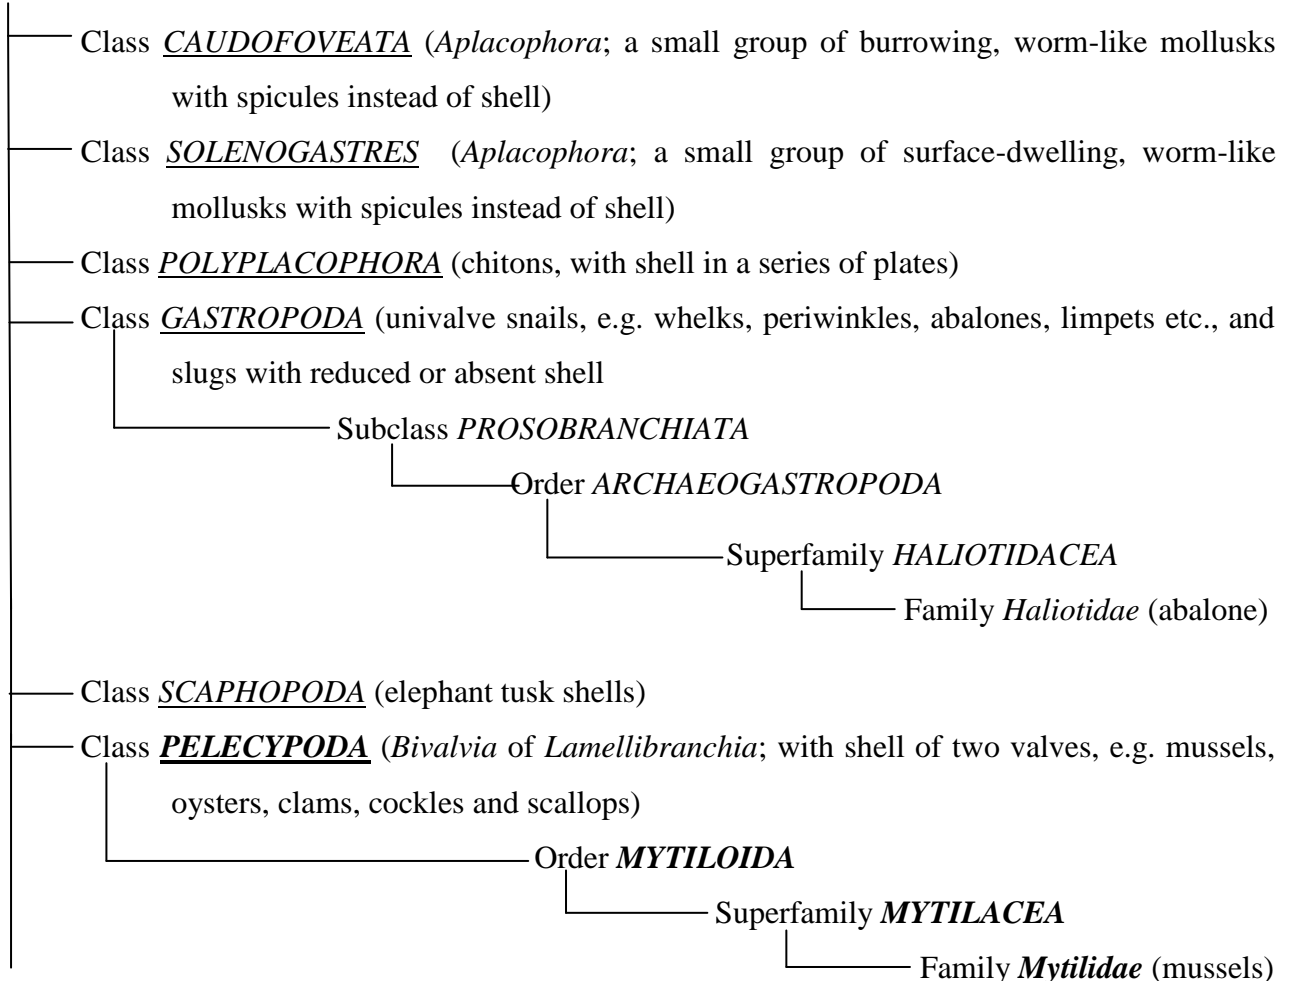 Class CAUDOFOVEATA (Aplacophora; a small group of burrowing, worm-like mollusks
with spicules instead of shell)
Class SOLENOGASTRES (Aplacophora; a small group of surface-dwelling, worm-like
mollusks with spicules instead of shell)
Class POLYPLACOPHORA (chitons, with shell in a series of plates)
Class GASTROPODA (univalve snails, e.g. whelks, periwinkles, abalones, limpets etc., and
slugs with reduced or absent shell
Subclass PROSOBRANCHIATA
Order ARCHAEOGASTROPODA
Superfamily HALIOTIDACEA
Family Haliotidae (abalone)
Class SCAPHOPODA (elephant tusk shells)
Class PELECYPODA (Bivalvia of Lamellibranchia; with shell of two valves, e.g. mussels,
oysters, clams, cockles and scallops)
Order MYTILOIDA
Superfamily MYTILACEA
Family Mytilidae (mussels)